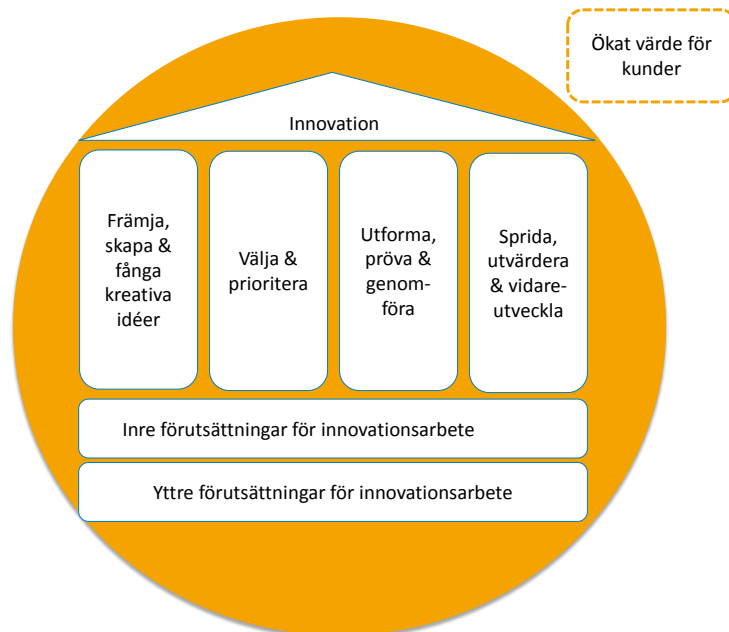 Ökat värde för
kunder
Innovation
Främja,
skapa &
fånga
kreativa
idéer
Välja &
prioritera
Utforma,
pröva &
genom-
föra
Sprida,
utvärdera
& vidare-
utveckla
Inre förutsättningar för innovationsarbete
Yttre förutsättningar för innovationsarbete